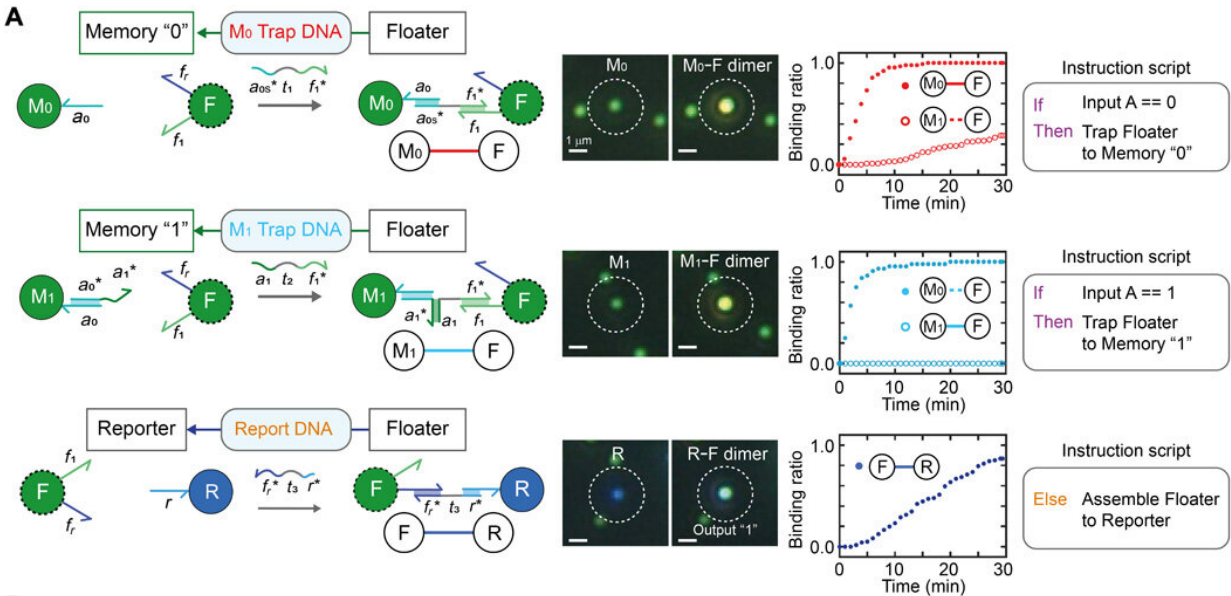 A
Memory "0"
M0 Trap DNA
Floater
M0
a0
fr
F
f1
a0s* t1 f1*
M0
a0
a0s*
f1*
f1
F
M0
F
M0
M0-F dimer
1 μm
Binding ratio
1.0
0.0
M0 F
M1 F
0 10 20 30
Time (min)
Instruction script
If Input A == 0
Then Trap Floater
to Memory "0"
Memory "1"
M1 Trap DNA
Floater
M1
a0*
a1*
a0
fr
F
f1
a1 t2 f1*
M1
a1*
a1
f1*
f1
F
M1
F
M1
M1-F dimer
Binding ratio
1.0
0.0
M0 F
M1 F
0 10 20 30
Time (min)
Instruction script
If Input A == 1
Then Trap Floater
to Memory "1"
Reporter
Report DNA
Floater
f1
F
fr
r
R
fr* t3 r*
F
fr* t3 r*
R
F
R
R
R-F dimer
Output "1"
Binding ratio
1.0
0.0
F R
0 10 20 30
Time (min)
Instruction script
Else Assemble Floater
to Reporter